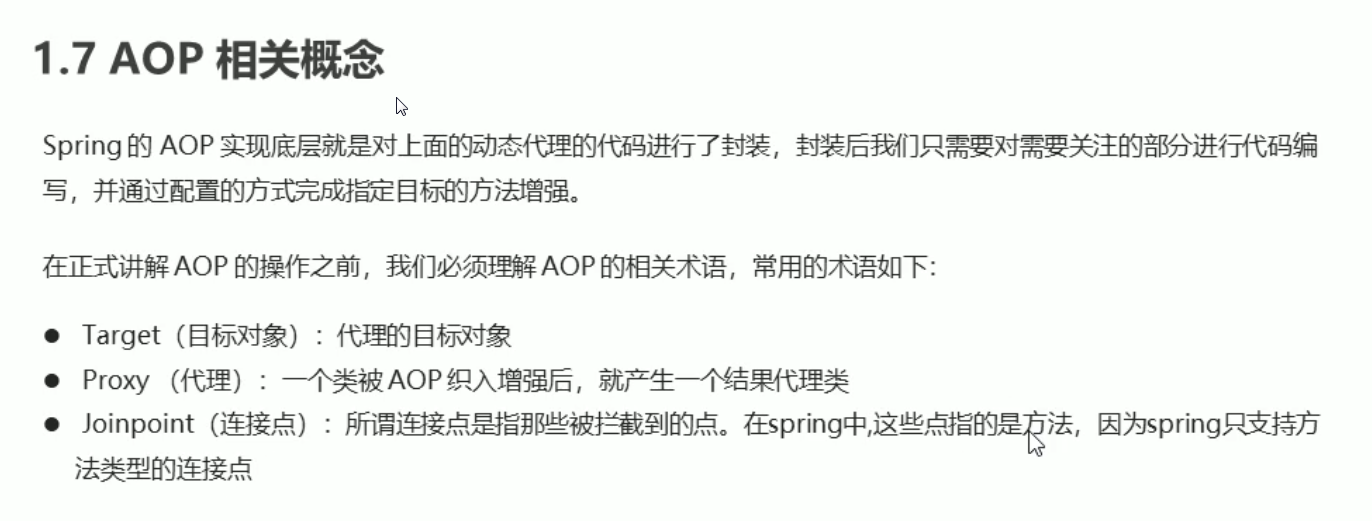 1.7 AOP 相关概念
Spring 的 AOP 实现底层就是对上面的动态代理的代码进行了封装，封装后我们只需要对需要关注的部分进行代码编
写，并通过配置的方式完成指定目标的方法增强。
在正式讲解 AOP 的操作之前，我们必须理解 AOP 的相关术语，常用的术语如下：
● Target（目标对象）：代理的目标对象
● Proxy （代理）：一个类被 AOP 织入增强后，就产生一个结果代理类
● Joinpoint（连接点）：所谓连接点是指那些被拦截到的点。在spring中,这些点指的是方法，因为spring只支持方
法类型的连接点